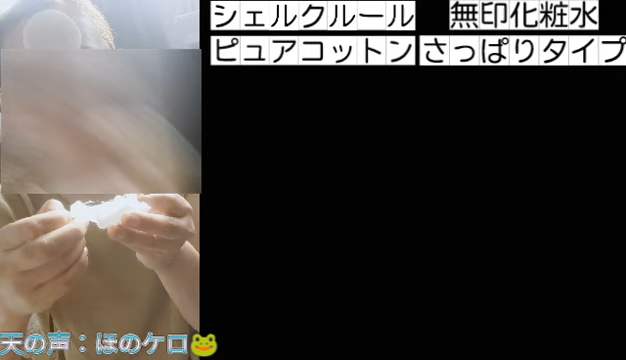 シェルクルール 無印化粧水
ピュアコットン さっぱりタイプ
天の声：ほのケロ🐸